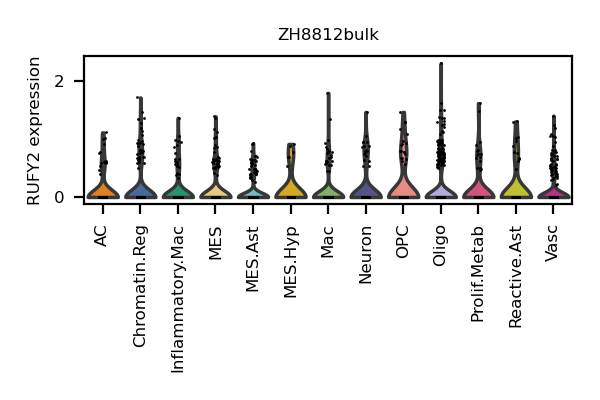 ZH8812bulk
RUFY2 expression
2
0
AC
Chromatin.Reg
Inflammatory.Mac
MES
MES.Ast
MES.Hyp
Mac
Neuron
OPC
Oligo
Prolif.Metab
Reactive.Ast
Vasc